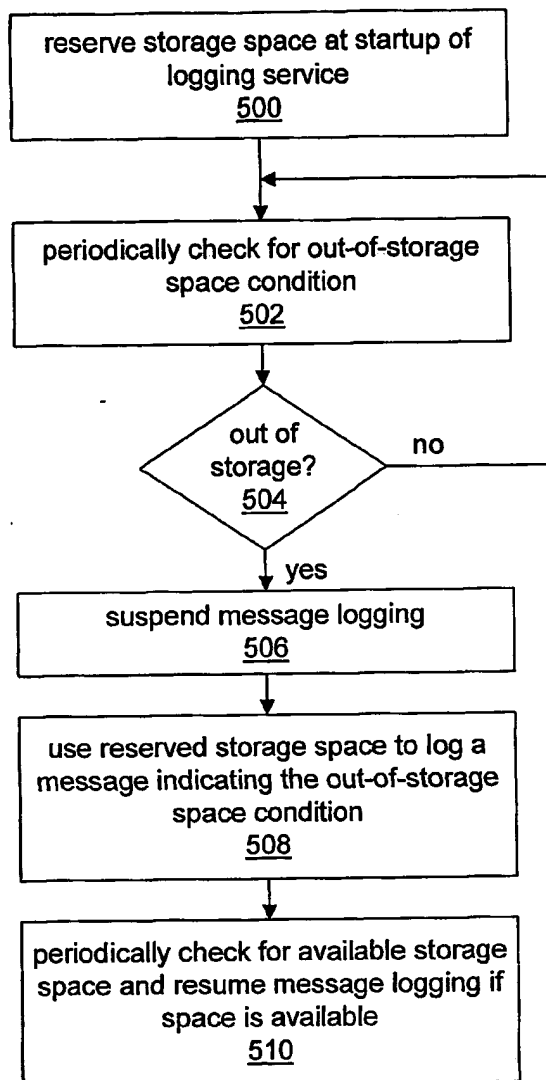 reserve storage space at startup of
logging service
500
periodically check for out-of-storage
space condition
502
out of
storage?
504
no
yes
suspend message logging
506
use reserved storage space to log a
message indicating the out-of-storage
space condition
508
periodically check for available storage
space and resume message logging if
space is available
510